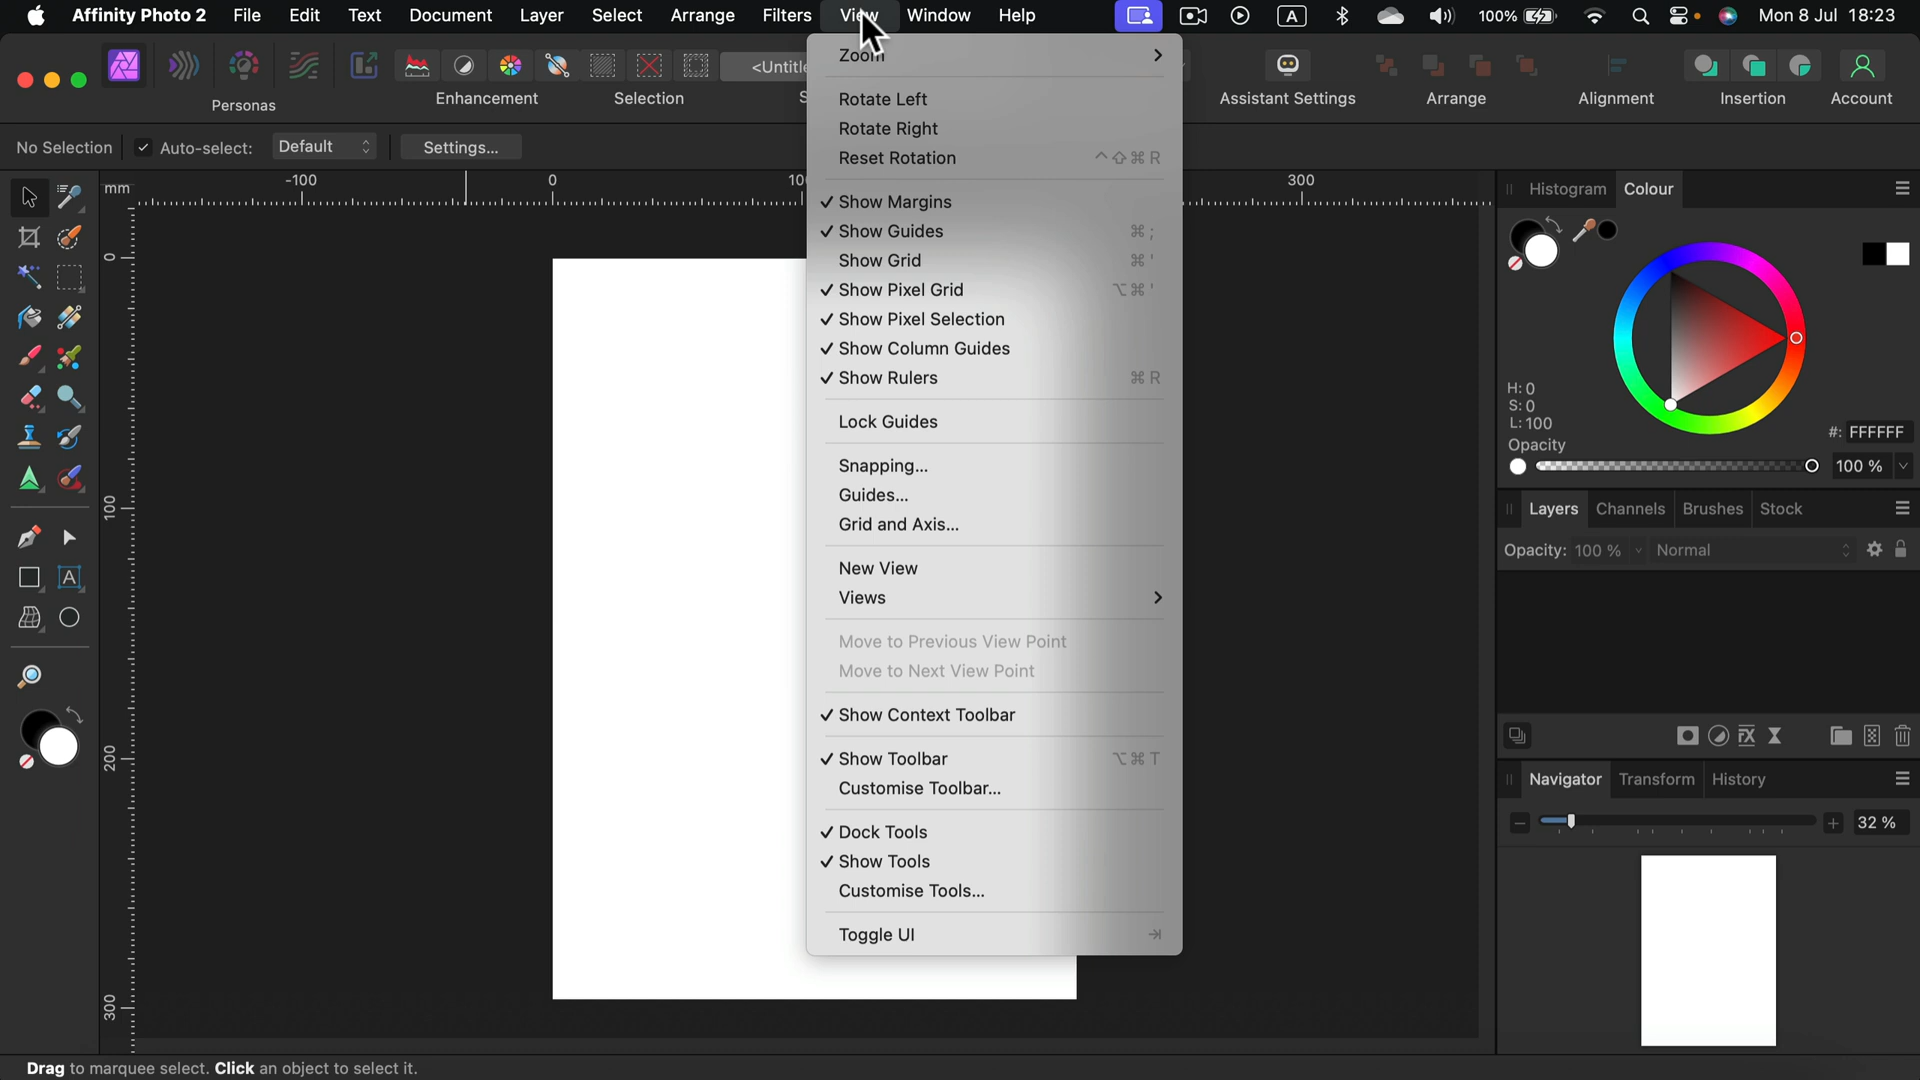 Affinity Photo 2 File Edit Text Document Layer Select Arrange Filters View Window Help A 100% Mon 8 Jul 18:23
Personas Enhancement Selection Assistant Settings Arrange Alignment Insertion Account
<Untitle
No Selection Auto-select: Default Settings...
mm -100 0 10 300
0
100
200
300
Zoom
Rotate Left
Rotate Right
Reset Rotation ^⇧⌘R
✓ Show Margins
✓ Show Guides ⌘;
Show Grid ⌘'
✓ Show Pixel Grid ⌥⌘'
✓ Show Pixel Selection
✓ Show Column Guides
✓ Show Rulers ⌘R
Lock Guides
Snapping...
Guides...
Grid and Axis...
New View
Views
Move to Previous View Point
Move to Next View Point
✓ Show Context Toolbar
✓ Show Toolbar ⌥⌘T
Customise Toolbar...
✓ Dock Tools
✓ Show Tools
Customise Tools...
Toggle UI ⇥
Histogram Colour
H: 0
S: 0
L: 100
#: FFFFFF
Opacity
100 %
Layers Channels Brushes Stock
Opacity: 100 % Normal
FX
Navigator Transform History
32 %
Drag to marquee select. Click an object to select it.